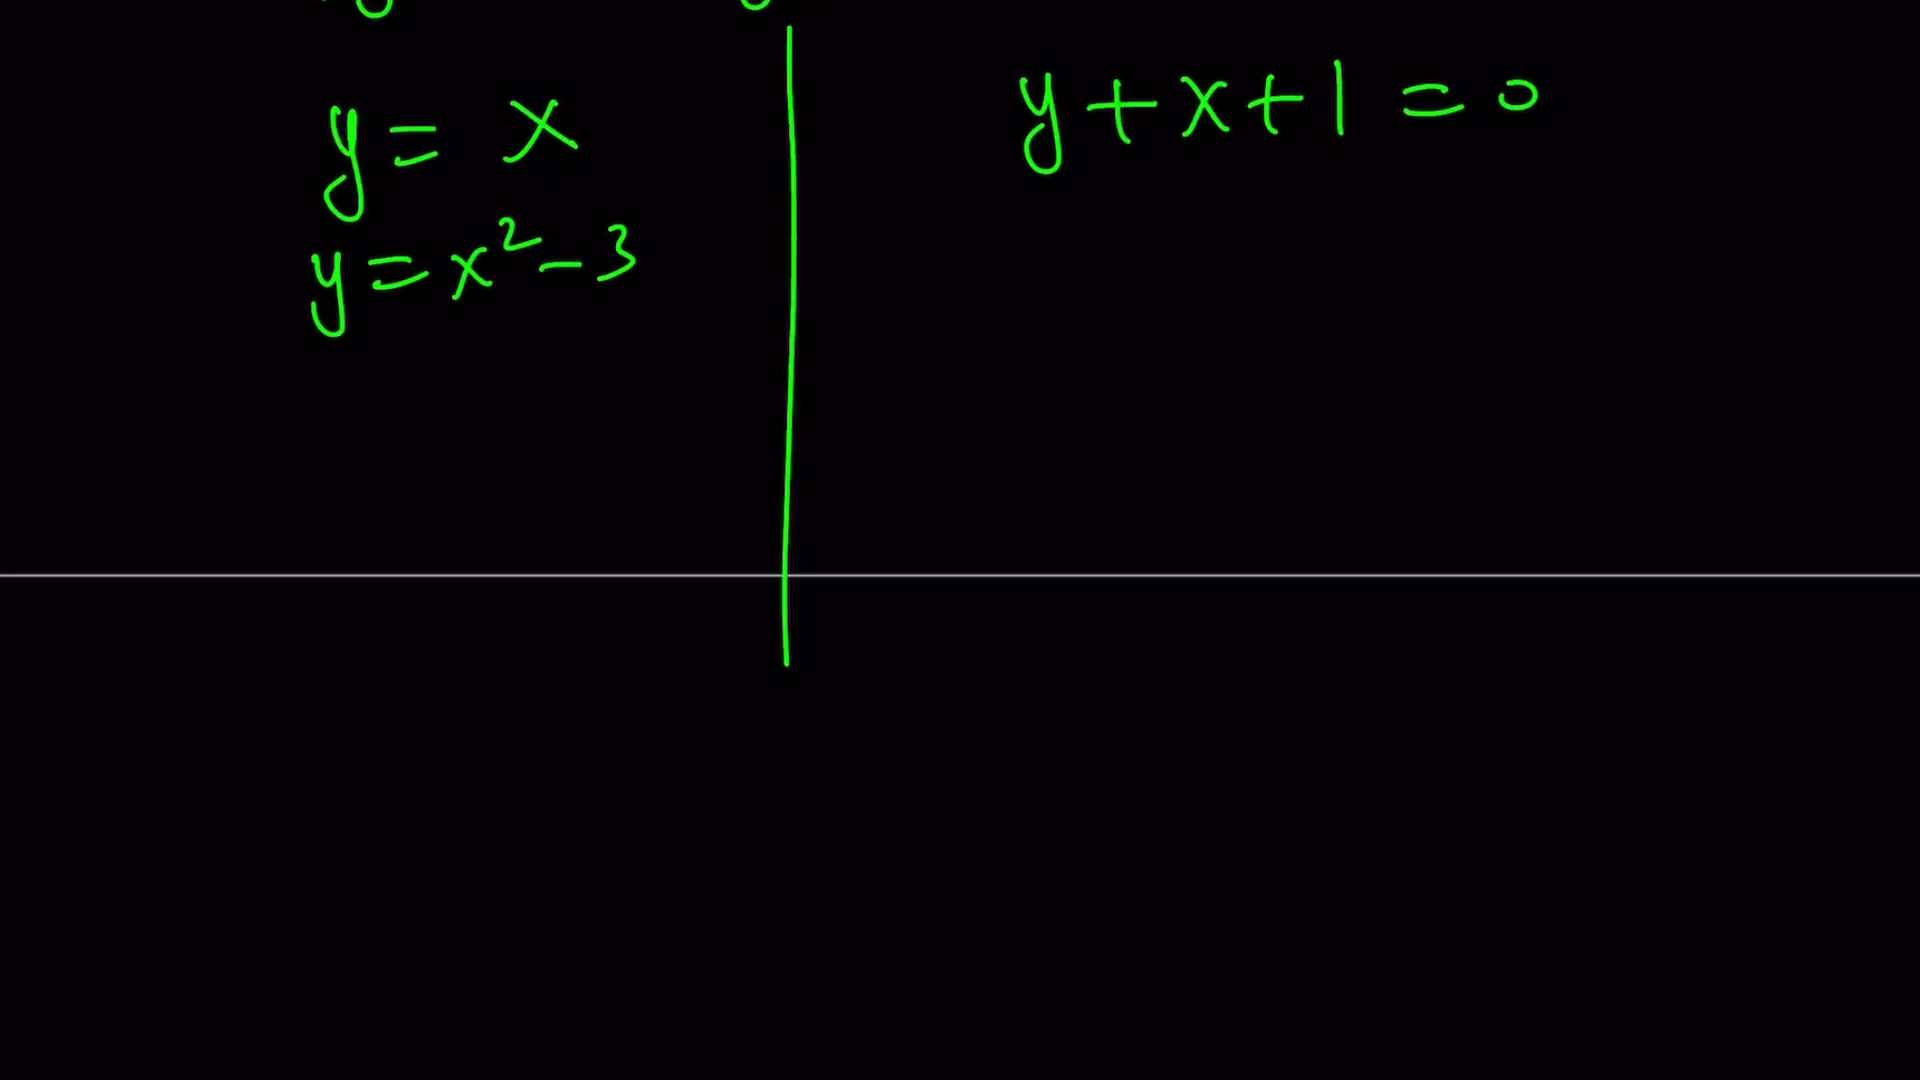 y = x
y = x² - 3
y + x + 1 = 0